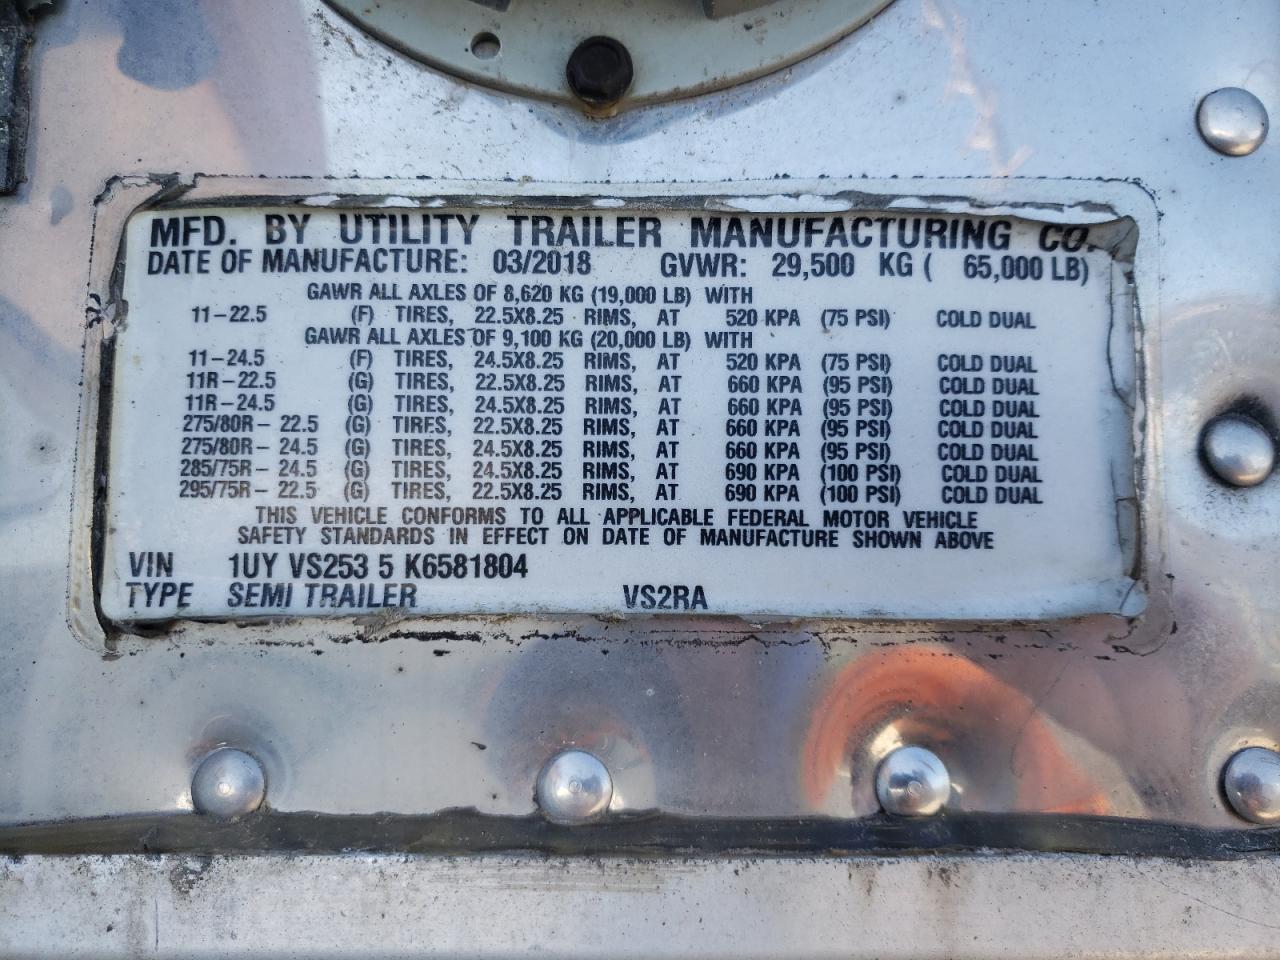 MFD. BY UTILITY TRAILER MANUFACTURING CO.
DATE OF MANUFACTURE: 03/2018 GVWR: 29,500 KG ( 65,000 LB)
GAWR ALL AXLES OF 8,620 KG (19,000 LB) WITH
11-22.5 (F) TIRES, 22.5X8.25 RIMS, AT 520 KPA (75 PSI) COLD DUAL
GAWR ALL AXLES OF 9,100 KG (20,000 LB) WITH
11-24.5 (F) TIRES, 24.5X8.25 RIMS, AT 520 KPA (75 PSI) COLD DUAL
11R-22.5 (G) TIRES, 22.5X8.25 RIMS, AT 660 KPA (95 PSI) COLD DUAL
11R-24.5 (G) TIRES, 24.5X8.25 RIMS, AT 660 KPA (95 PSI) COLD DUAL
275/80R- 22.5 (G) TIRES, 22.5X8.25 RIMS, AT 660 KPA (95 PSI) COLD DUAL
275/80R- 24.5 (G) TIRES, 24.5X8.25 RIMS, AT 660 KPA (95 PSI) COLD DUAL
285/75R- 24.5 (G) TIRES, 24.5X8.25 RIMS, AT 690 KPA (100 PSI) COLD DUAL
295/75R- 22.5 (G) TIRES, 22.5X8.25 RIMS, AT 690 KPA (100 PSI) COLD DUAL
THIS VEHICLE CONFORMS TO ALL APPLICABLE FEDERAL MOTOR VEHICLE
SAFETY STANDARDS IN EFFECT ON DATE OF MANUFACTURE SHOWN ABOVE
VIN 1UY VS253 5 K6581804
TYPE SEMI TRAILER VS2RA